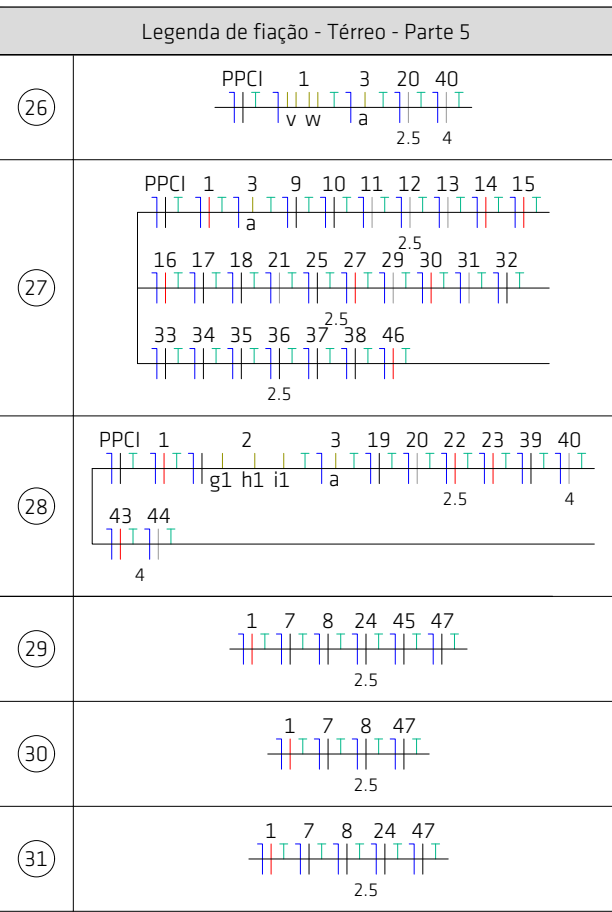 Legenda de fiação - Térreo - Parte 5
26
PPCI 1 3 20 40
v w a
2.5 4
27
PPCI 1 3 9 10 11 12 13 14 15
a
2.5
16 17 18 21 25 27 29 30 31 32
2.5
33 34 35 36 37 38 46
2.5
28
PPCI 1 2 3 19 20 22 23 39 40
g1 h1 i1 a
2.5 4
43 44
4
29
1 7 8 24 45 47
2.5
30
1 7 8 47
2.5
31
1 7 8 24 47
2.5